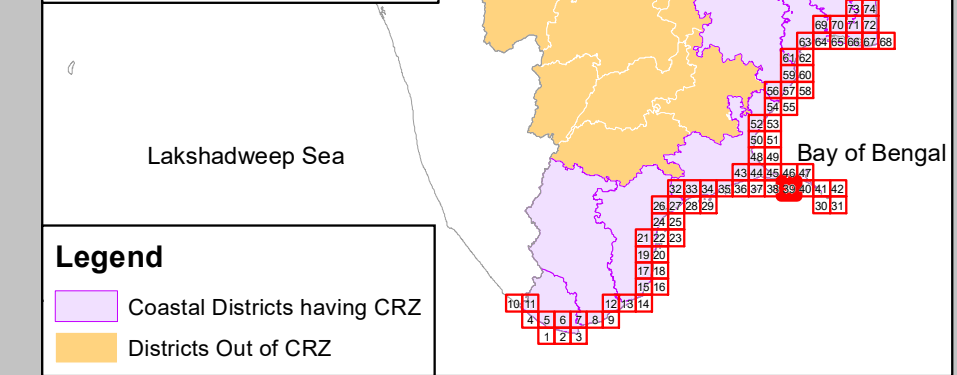 73 74
69 70 71 72
63 64 65 66 67 68
61 62
59 60
56 57 58
54 55
52 53
50 51
Lakshadweep Sea
48 49
Bay of Bengal
43 44 45 46 47
32 33 34 35 36 37 38 39 40 41 42
26 27 28 29
30 31
24 25
21 22 23
19 20
17 18
15 16
10 11
12 13 14
4 5 6 7 8 9
1 2 3
Legend
Coastal Districts having CRZ
Districts Out of CRZ